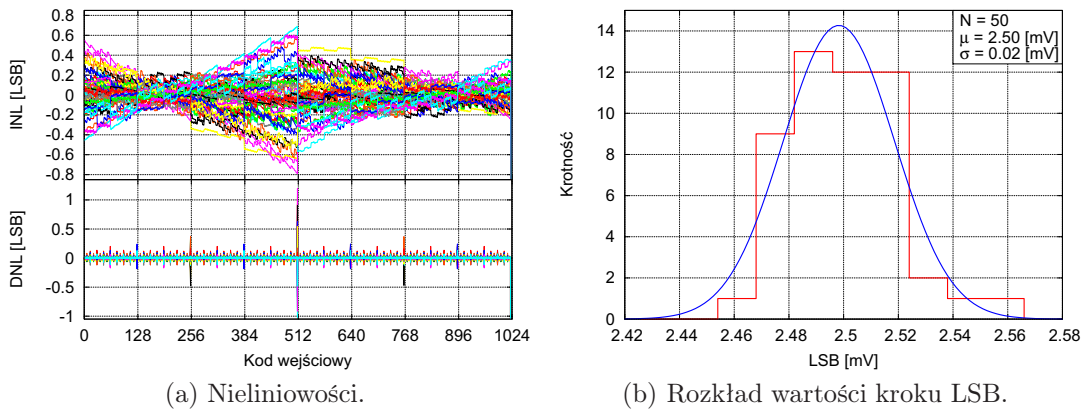 0.8
0.6
0.4
0.2
0
-0.2
-0.4
-0.6
-0.8
INL [LSB]
1
0.5
0
-0.5
-1
DNL [LSB]
0 128 256 384 512 640 768 896 1024
Kod wejściowy
(a) Nieliniowości.
14
12
10
8
6
4
2
0
Krotność
N = 50
μ = 2.50 [mV]
σ = 0.02 [mV]
2.42 2.44 2.46 2.48 2.5 2.52 2.54 2.56 2.58
LSB [mV]
(b) Rozkład wartości kroku LSB.